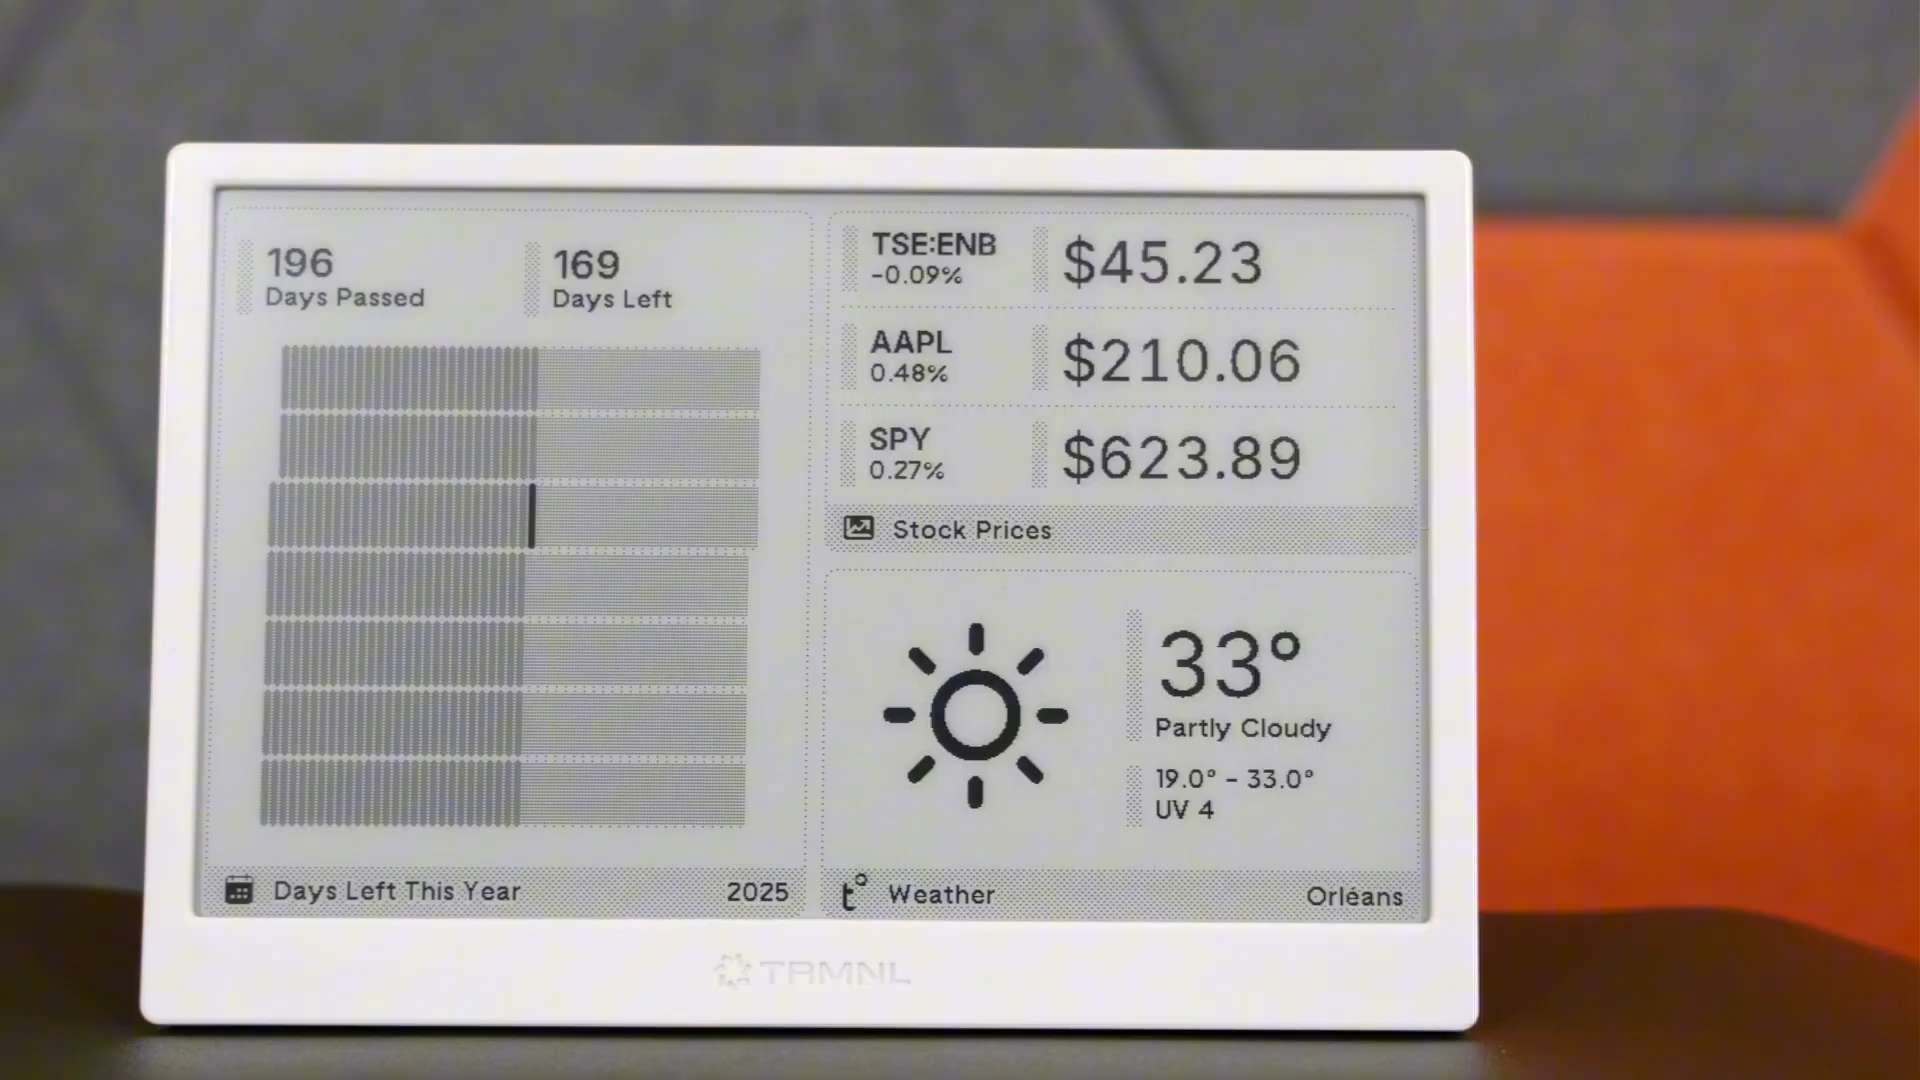 196
Days Passed
169
Days Left
Days Left This Year
2025
TSE:ENB
-0.09%
$45.23
AAPL
0.48%
$210.06
SPY
0.27%
$623.89
Stock Prices
33°
Partly Cloudy
19.0° - 33.0°
UV 4
t° Weather
Orléans
TRMNL